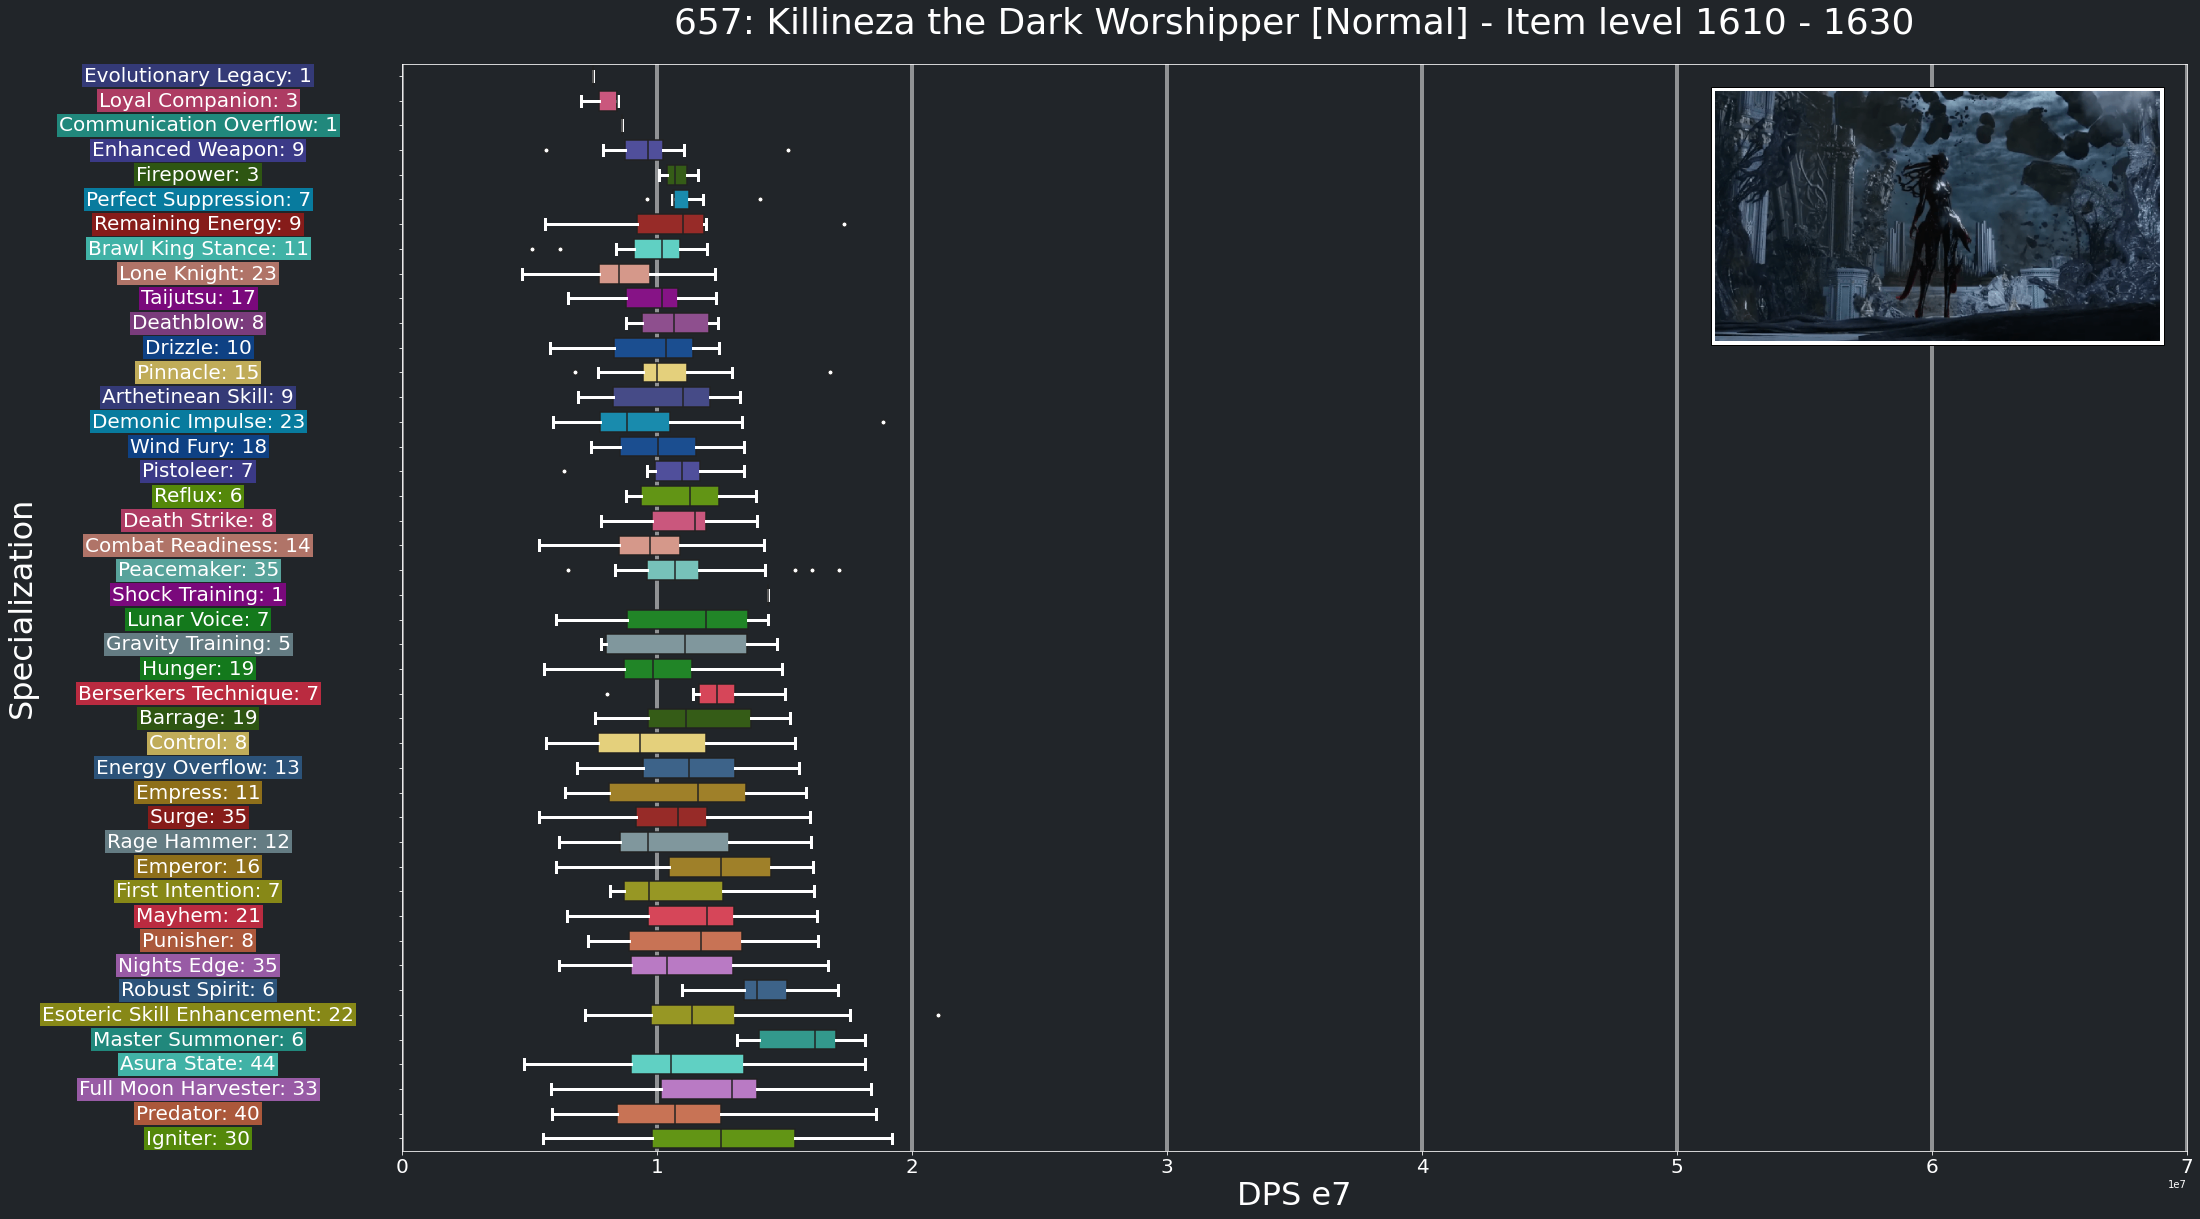 657: Killineza the Dark Worshipper [Normal] - Item level 1610 - 1630
Specialization
Evolutionary Legacy: 1
Loyal Companion: 3
Communication Overflow: 1
Enhanced Weapon: 9
Firepower: 3
Perfect Suppression: 7
Remaining Energy: 9
Brawl King Stance: 11
Lone Knight: 23
Taijutsu: 17
Deathblow: 8
Drizzle: 10
Pinnacle: 15
Arthetinean Skill: 9
Demonic Impulse: 23
Wind Fury: 18
Pistoleer: 7
Reflux: 6
Death Strike: 8
Combat Readiness: 14
Peacemaker: 35
Shock Training: 1
Lunar Voice: 7
Gravity Training: 5
Hunger: 19
Berserkers Technique: 7
Barrage: 19
Control: 8
Energy Overflow: 13
Empress: 11
Surge: 35
Rage Hammer: 12
Emperor: 16
First Intention: 7
Mayhem: 21
Punisher: 8
Nights Edge: 35
Robust Spirit: 6
Esoteric Skill Enhancement: 22
Master Summoner: 6
Asura State: 44
Full Moon Harvester: 33
Predator: 40
Igniter: 30
0 1 2 3 4 5 6 7
1e7
DPS e7